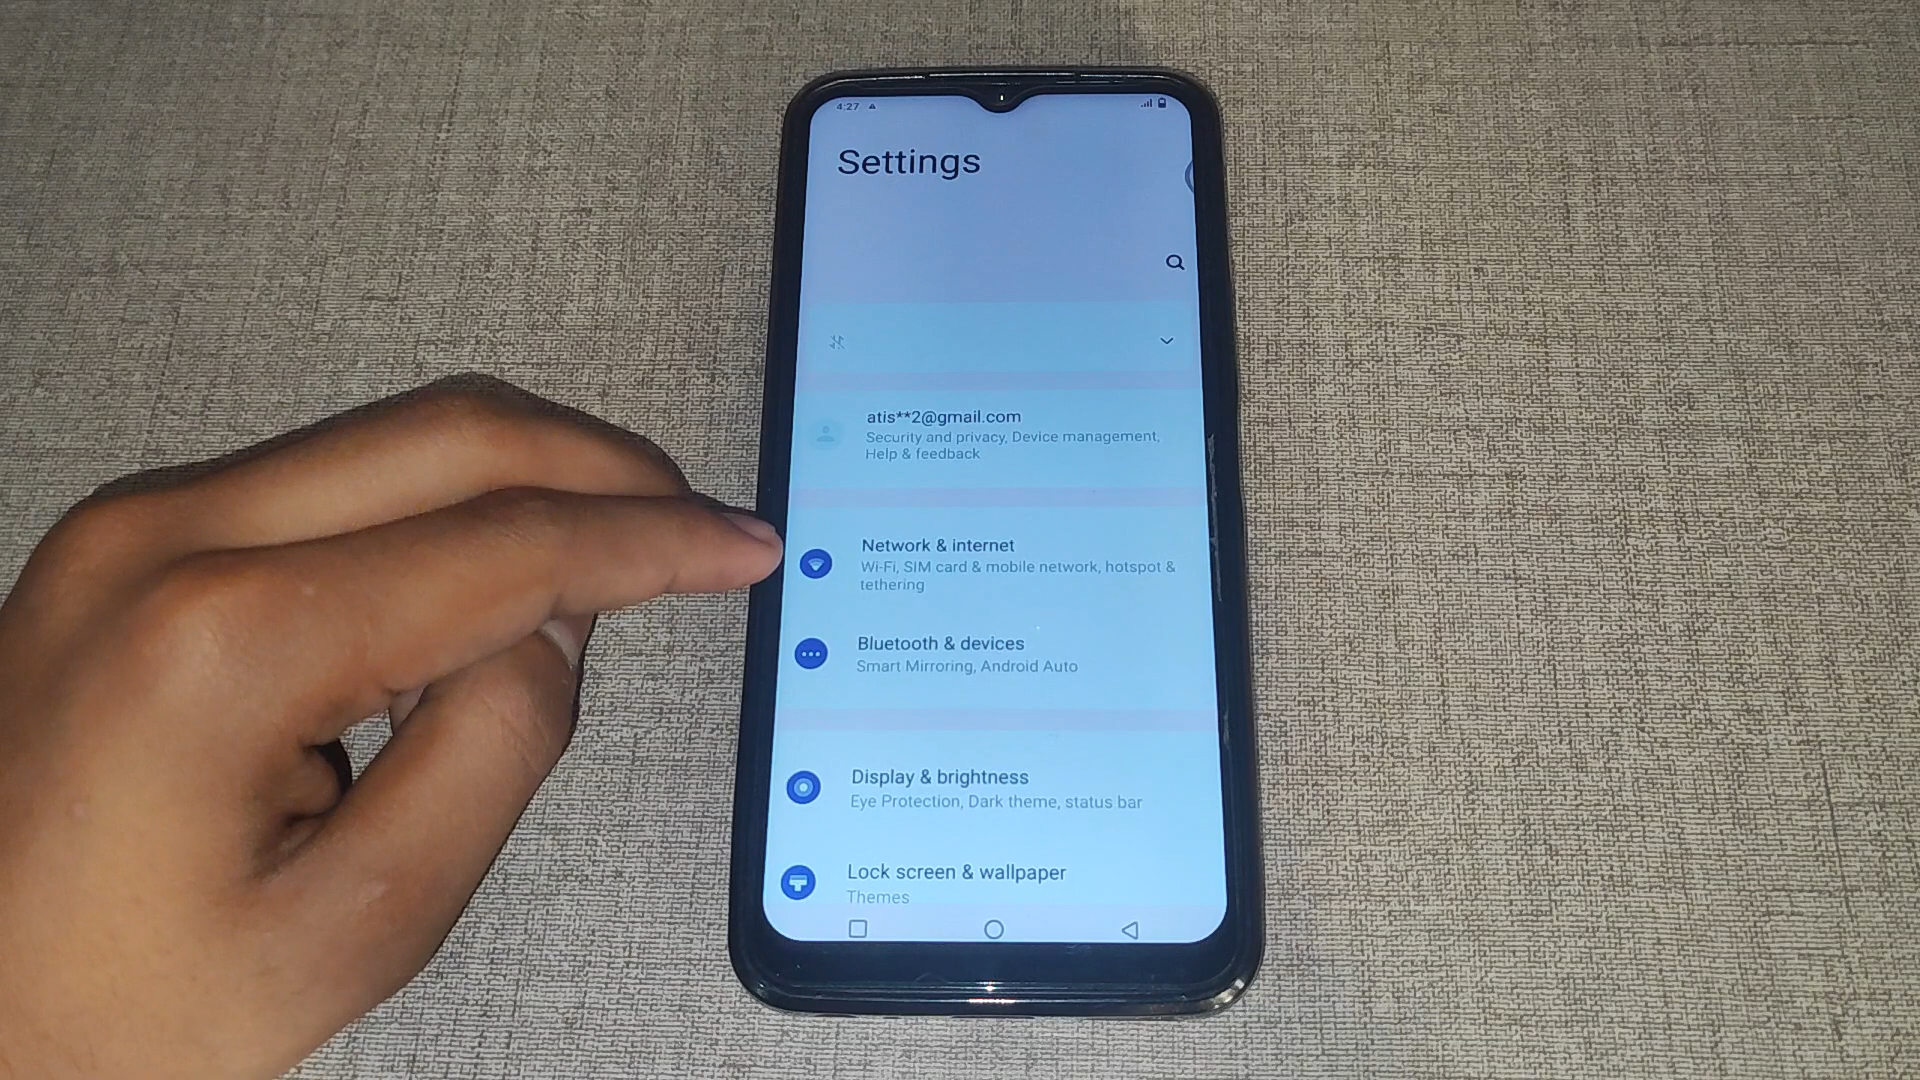 4:27
Settings
atis**2@gmail.com
Security and privacy, Device management,
Help & feedback
Network & internet
Wi-Fi, SIM card & mobile network, hotspot &
tethering
Bluetooth & devices
Smart Mirroring, Android Auto
Display & brightness
Eye Protection, Dark theme, status bar
Lock screen & wallpaper
Themes